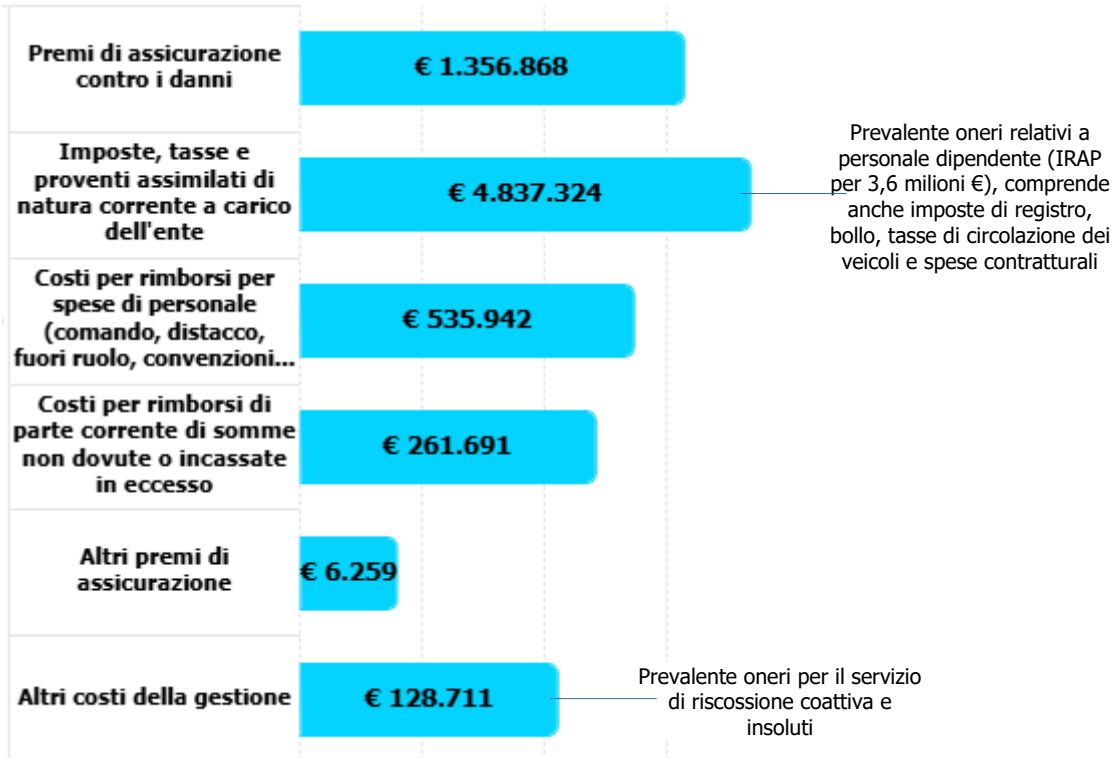 Premi di assicurazione
contro i danni
€ 1.356.868
Imposte, tasse e
proventi assimilati di
natura corrente a carico
dell'ente
€ 4.837.324
Prevalente oneri relativi a
personale dipendente (IRAP
per 3,6 milioni €), comprende
anche imposte di registro,
bollo, tasse di circolazione dei
veicoli e spese contratturali
Costi per rimborsi per
spese di personale
(comando, distacco,
fuori ruolo, convenzioni...
€ 535.942
Costi per rimborsi di
parte corrente di somme
non dovute o incassate
in eccesso
€ 261.691
Altri premi di
assicurazione
€ 6.259
Altri costi della gestione
€ 128.711
Prevalente oneri per il servizio
di riscossione coattiva e
insoluti